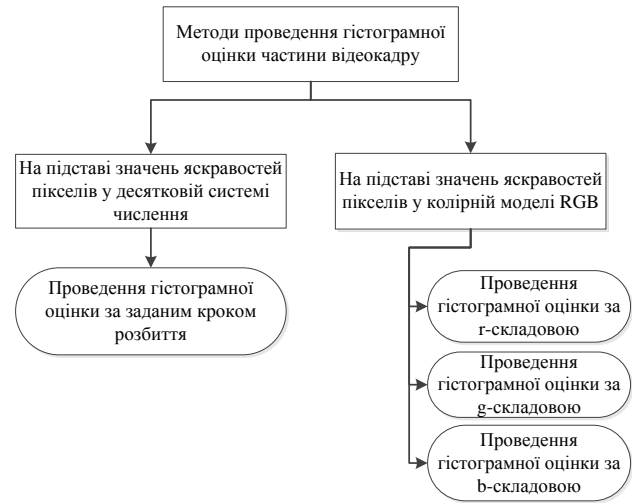 Методи проведення гістограмної
оцінки частини відеокадру
На підставі значень яскравостей
пікселів у десятковій системі
числення
На підставі значень яскравостей
пікселів у колірній моделі RGB
Проведення гістограмної
оцінки за заданим кроком
розбиття
Проведення
гістограмної оцінки за
r-складовою
Проведення
гістограмної оцінки за
g-складовою
Проведення
гістограмної оцінки за
b-складовою